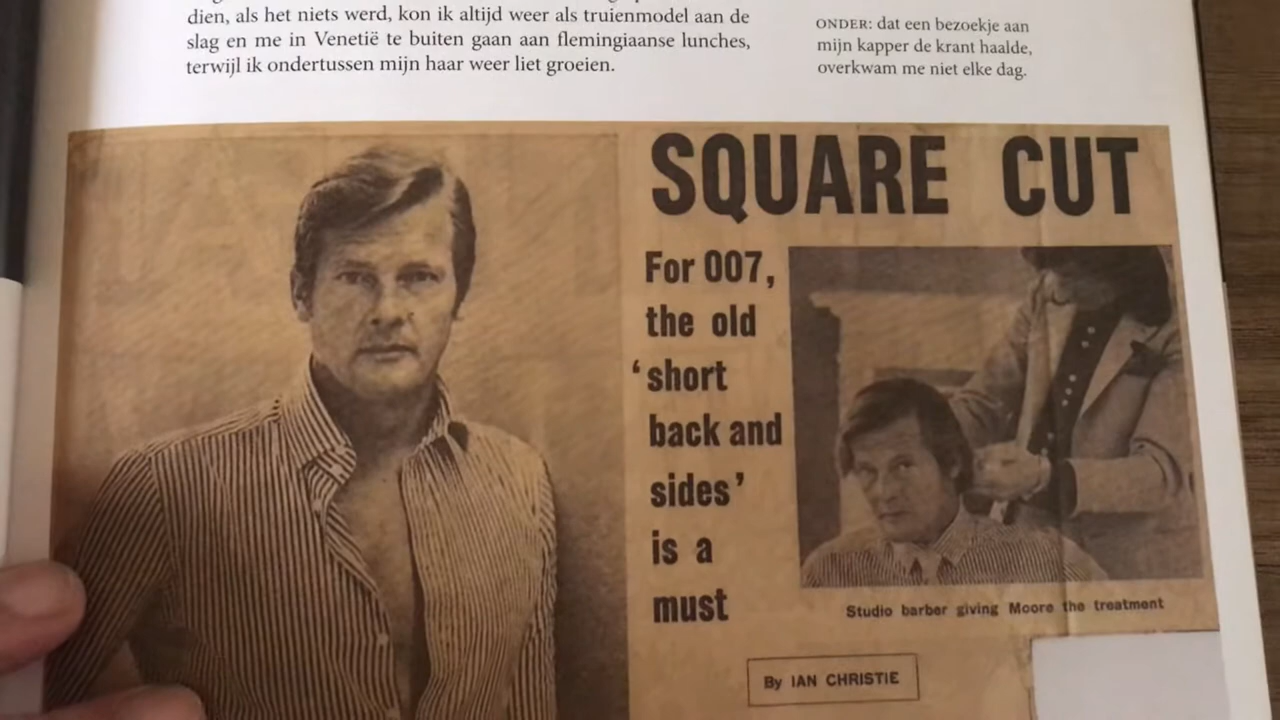 dien, als het niets werd, kon ik altijd weer als truienmodel aan de
slag en me in Venetië te buiten gaan aan flemingiaanse lunches,
terwijl ik ondertussen mijn haar weer liet groeien.
ONDER: dat een bezoekje aan
mijn kapper de krant haalde,
overkwam me niet elke dag.
SQUARE CUT
For 007,
the old
‘short
back and
sides’
is a
must
Studio barber giving Moore the treatment
By IAN CHRISTIE